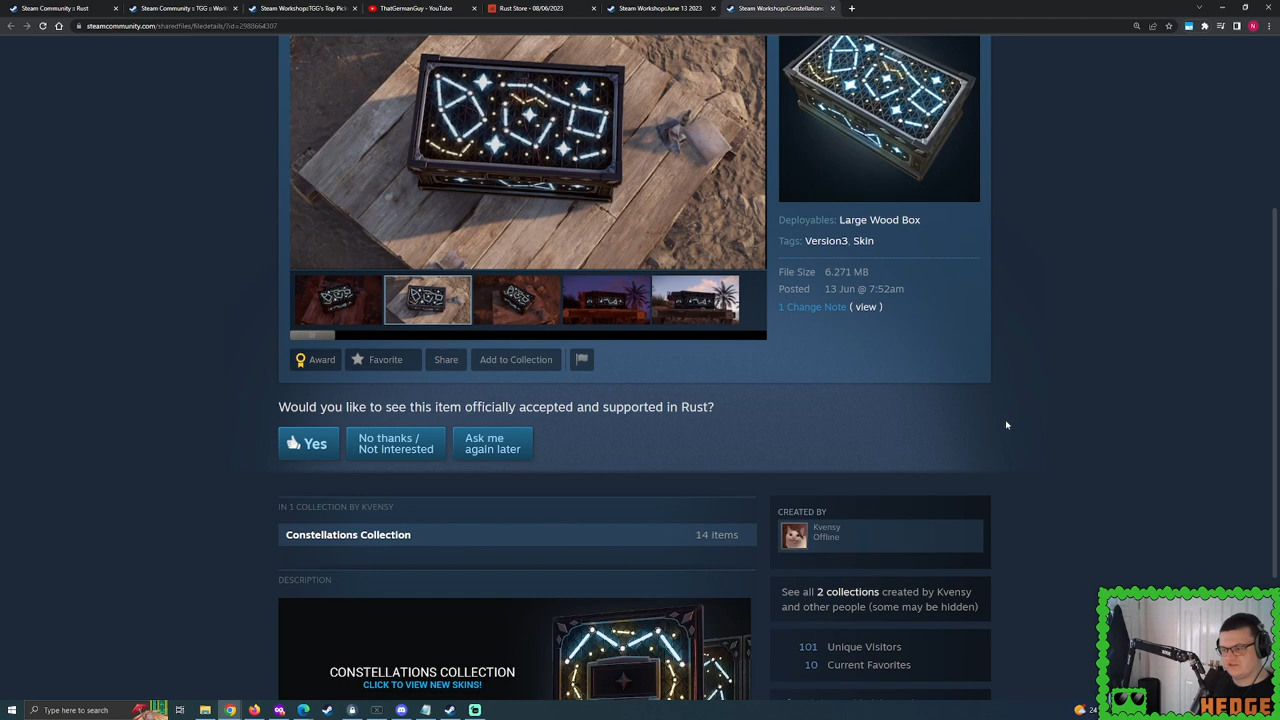 Steam Community :: Rust
Steam Community :: TGG :: Work
Steam Workshop::TGG's Top Pick
ThatGermanGuy - YouTube
Rust Store - 08/06/2023
Steam Workshop::June 13 2023
Steam Workshop::Constellations
steamcommunity.com/sharedfiles/filedetails/?id=2988664307
Deployables: Large Wood Box
Tags: Version3, Skin
File Size 6.271 MB
Posted 13 Jun @ 7:52am
1 Change Note ( view )
Award
Favorite
Share
Add to Collection
Would you like to see this item officially accepted and supported in Rust?
Yes
No thanks /
Not interested
Ask me
again later
IN 1 COLLECTION BY KVENSY
Constellations Collection 14 items
DESCRIPTION
CONSTELLATIONS COLLECTION
CLICK TO VIEW NEW SKINS!
CREATED BY
Kvensy
Offline
See all 2 collections created by Kvensy
and other people (some may be hidden)
101 Unique Visitors
10 Current Favorites
Type here to search
24
HEDGE